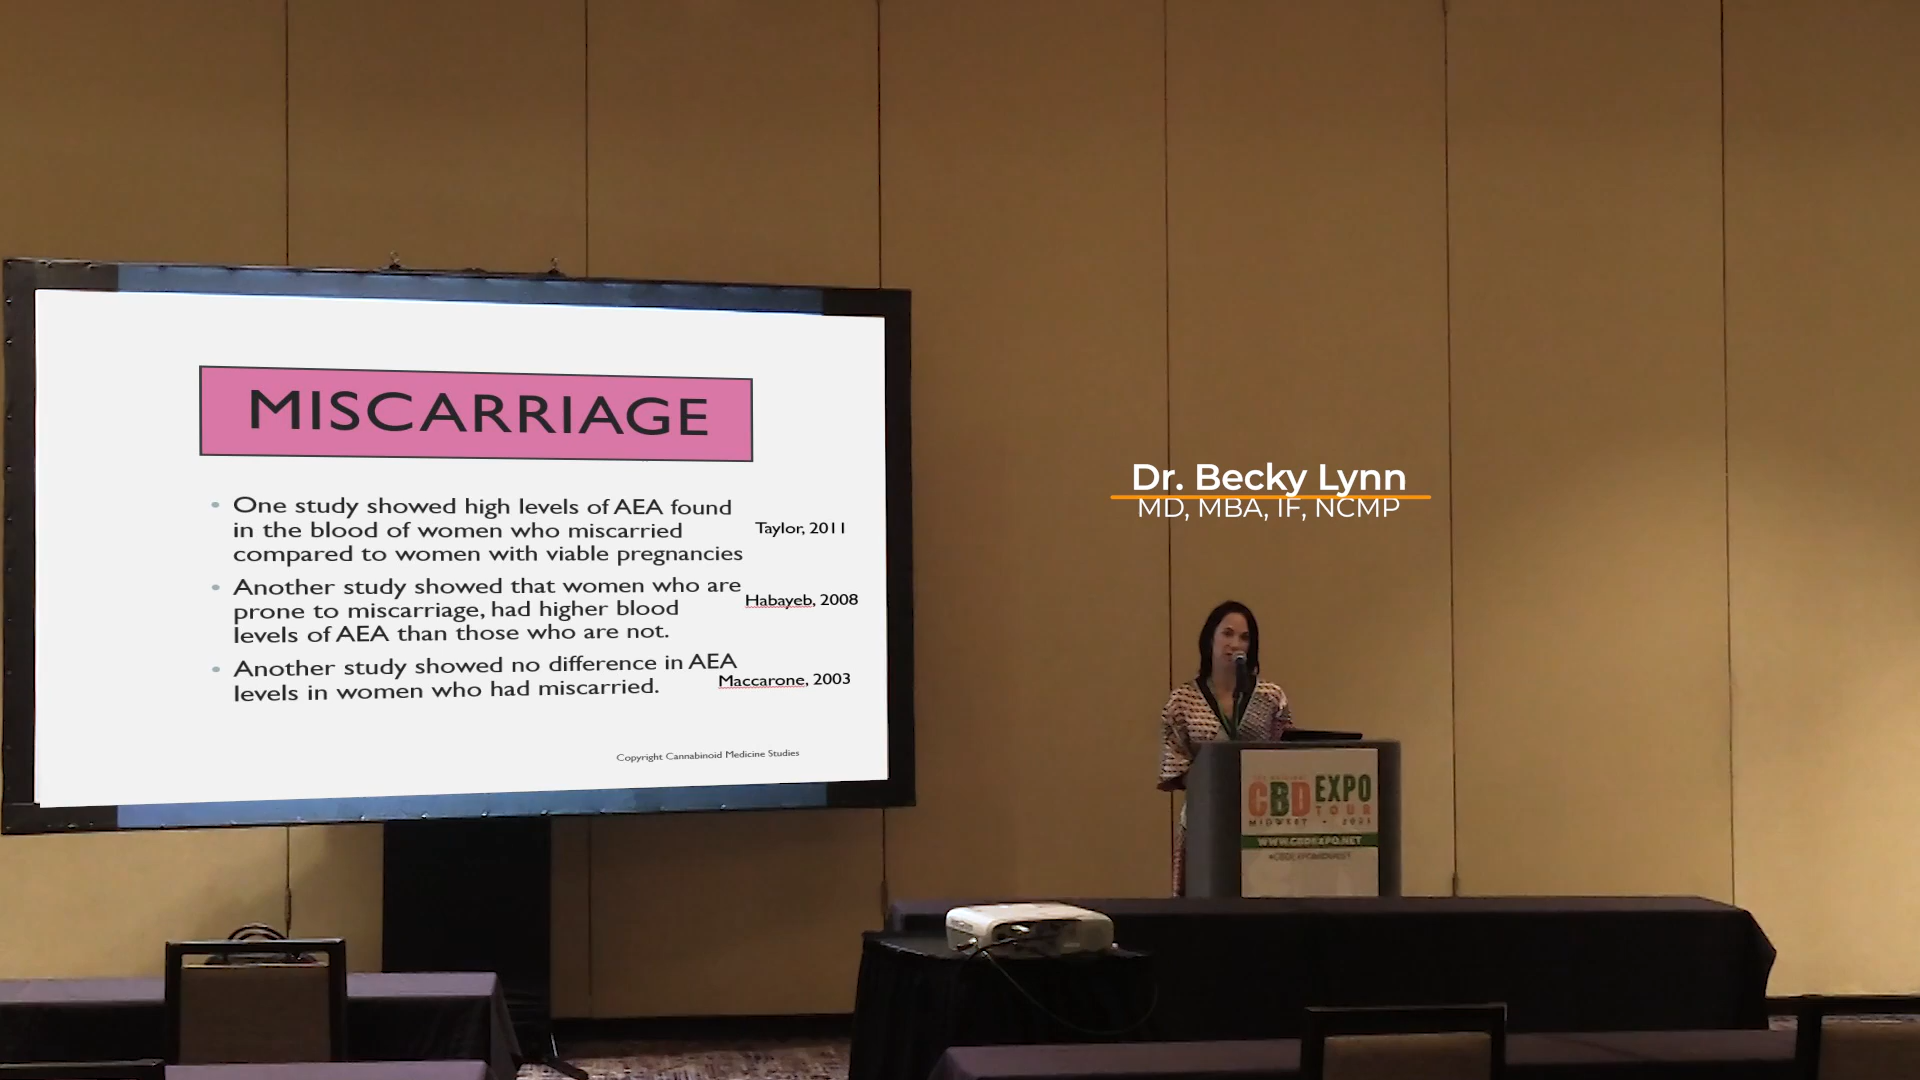 MISCARRIAGE
One study showed high levels of AEA found
in the blood of women who miscarried
compared to women with viable pregnancies
Taylor, 2011
Another study showed that women who are
prone to miscarriage, had higher blood
levels of AEA than those who are not.
Habayeb, 2008
Another study showed no difference in AEA
levels in women who had miscarried.
Maccarone, 2003
Copyright Cannabinoid Medicine Studies
Dr. Becky Lynn
MD, MBA, IF, NCMP
CBD EXPO
TOUR
MIDWEST • 2021
WWW.CBDEXPO.NET
#CBDEXPOMIDWEST